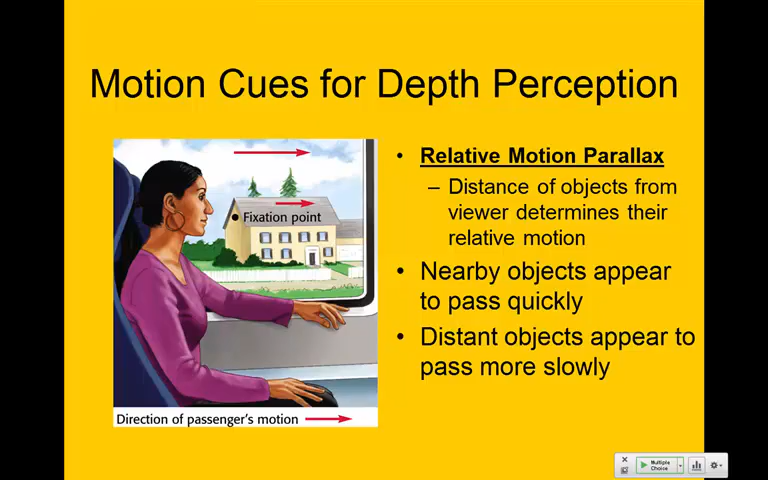 Motion Cues for Depth Perception
Fixation point
Direction of passenger's motion
• Relative Motion Parallax
– Distance of objects from
viewer determines their
relative motion
• Nearby objects appear
to pass quickly
• Distant objects appear to
pass more slowly
Multiple
Choice